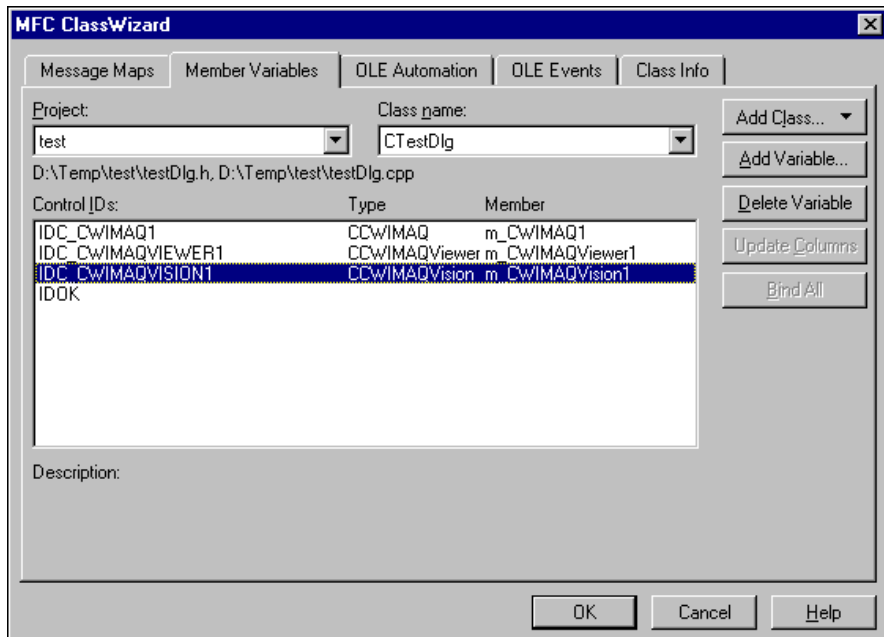 MFC ClassWizard
Message Maps Member Variables OLE Automation OLE Events Class Info
Project: Class name:
test CTestDlg
Add Class...
D:\Temp\test\testDlg.h, D:\Temp\test\testDlg.cpp
Add Variable...
Control IDs: Type Member
Delete Variable
IDC_CWIMAQ1 CCWIMAQ m_CWIMAQ1
IDC_CWIMAQVIEWER1 CCWIMAQViewer m_CWIMAQViewer1
Update Columns
IDC_CWIMAQVISION1 CCWIMAQVision m_CWIMAQVision1
IDOK
Bind All
Description:
OK Cancel Help